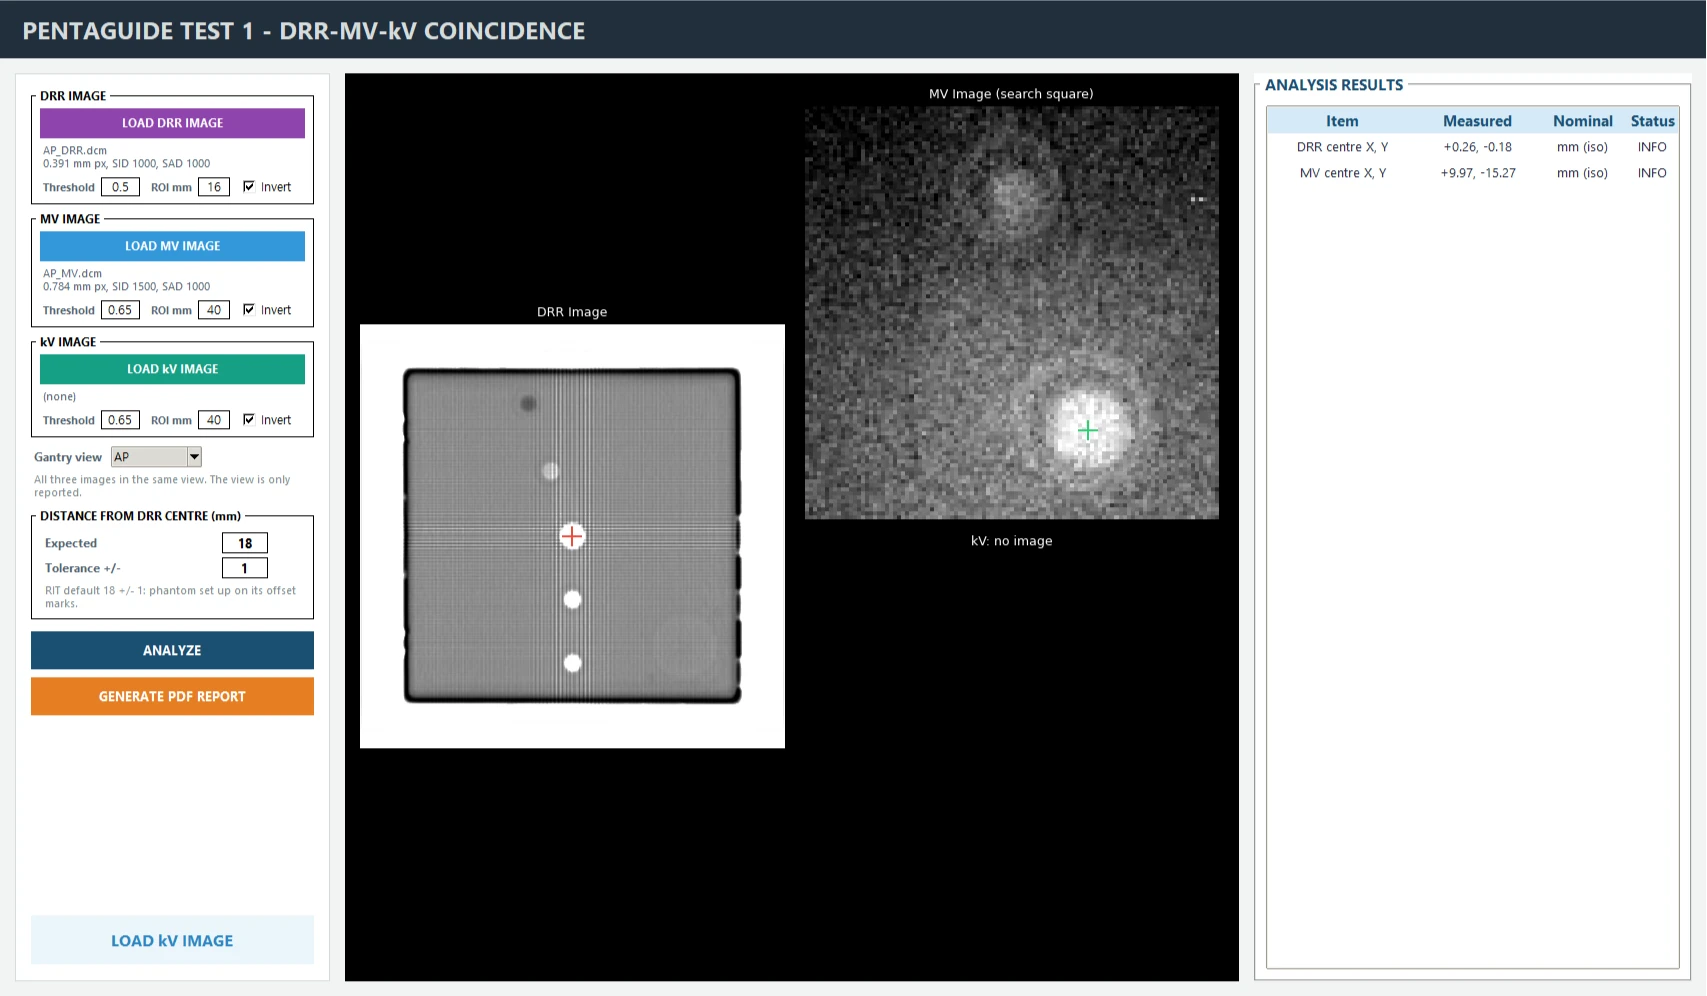 PENTAGUIDE TEST 1 - DRR-MV-kV COINCIDENCE
DRR IMAGE
LOAD DRR IMAGE
AP_DRR.dcm
0.391 mm px, SID 1000, SAD 1000
Threshold 0.5 ROI mm 16 Invert
MV IMAGE
LOAD MV IMAGE
AP_MV.dcm
0.784 mm px, SID 1500, SAD 1000
Threshold 0.65 ROI mm 40 Invert
kV IMAGE
LOAD kV IMAGE
(none)
Threshold 0.65 ROI mm 40 Invert
Gantry view AP
All three images in the same view. The view is only
reported.
DISTANCE FROM DRR CENTRE (mm)
Expected 18
Tolerance +/- 1
RIT default 18 +/- 1: phantom set up on its offset
marks.
ANALYZE
GENERATE PDF REPORT
LOAD kV IMAGE
DRR Image
MV Image (search square)
kV: no image
ANALYSIS RESULTS
Item Measured Nominal Status
DRR centre X, Y +0.26, -0.18 mm (iso) INFO
MV centre X, Y +9.97, -15.27 mm (iso) INFO